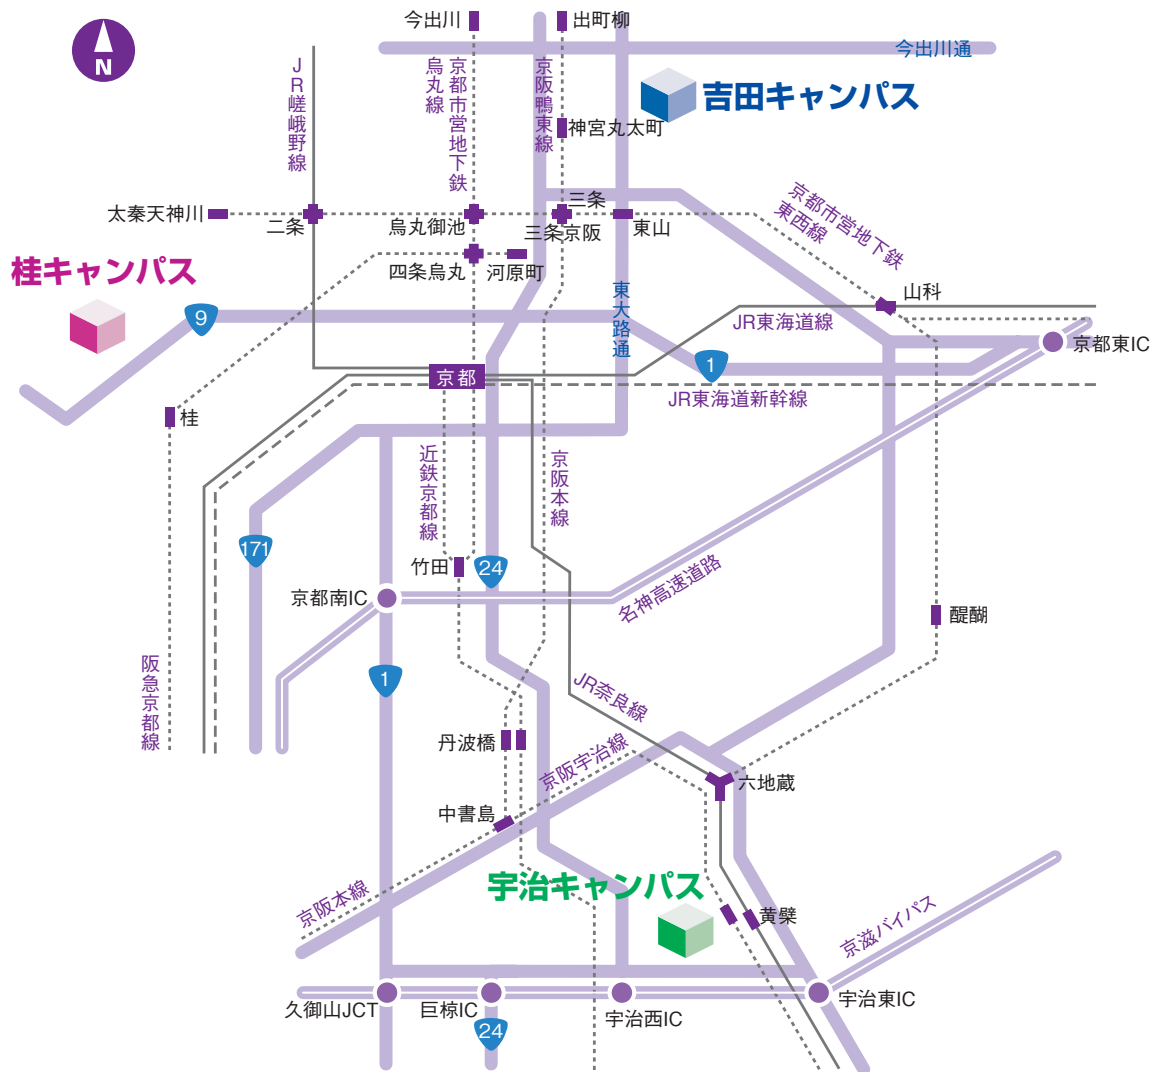 今出川
出町柳
今出川通
N
JR嵯峨野線
京都市営地下鉄
烏丸線
京阪鴨東線
吉田キャンパス
神宮丸太町
京都市営地下鉄
東西線
太秦天神川
二条
烏丸御池
三条
三条京阪
東山
四条烏丸
河原町
桂キャンパス
山科
東大路通
9
JR東海道線
京都東IC
1
京都
JR東海道新幹線
桂
近鉄京都線
京阪本線
171
竹田
24
京都南IC
名神高速道路
醍醐
阪急京都線
1
JR奈良線
丹波橋
京阪宇治線
六地蔵
中書島
宇治キャンパス
京阪本線
黄檗
京滋バイパス
久御山JCT
巨椋IC
宇治西IC
宇治東IC
24